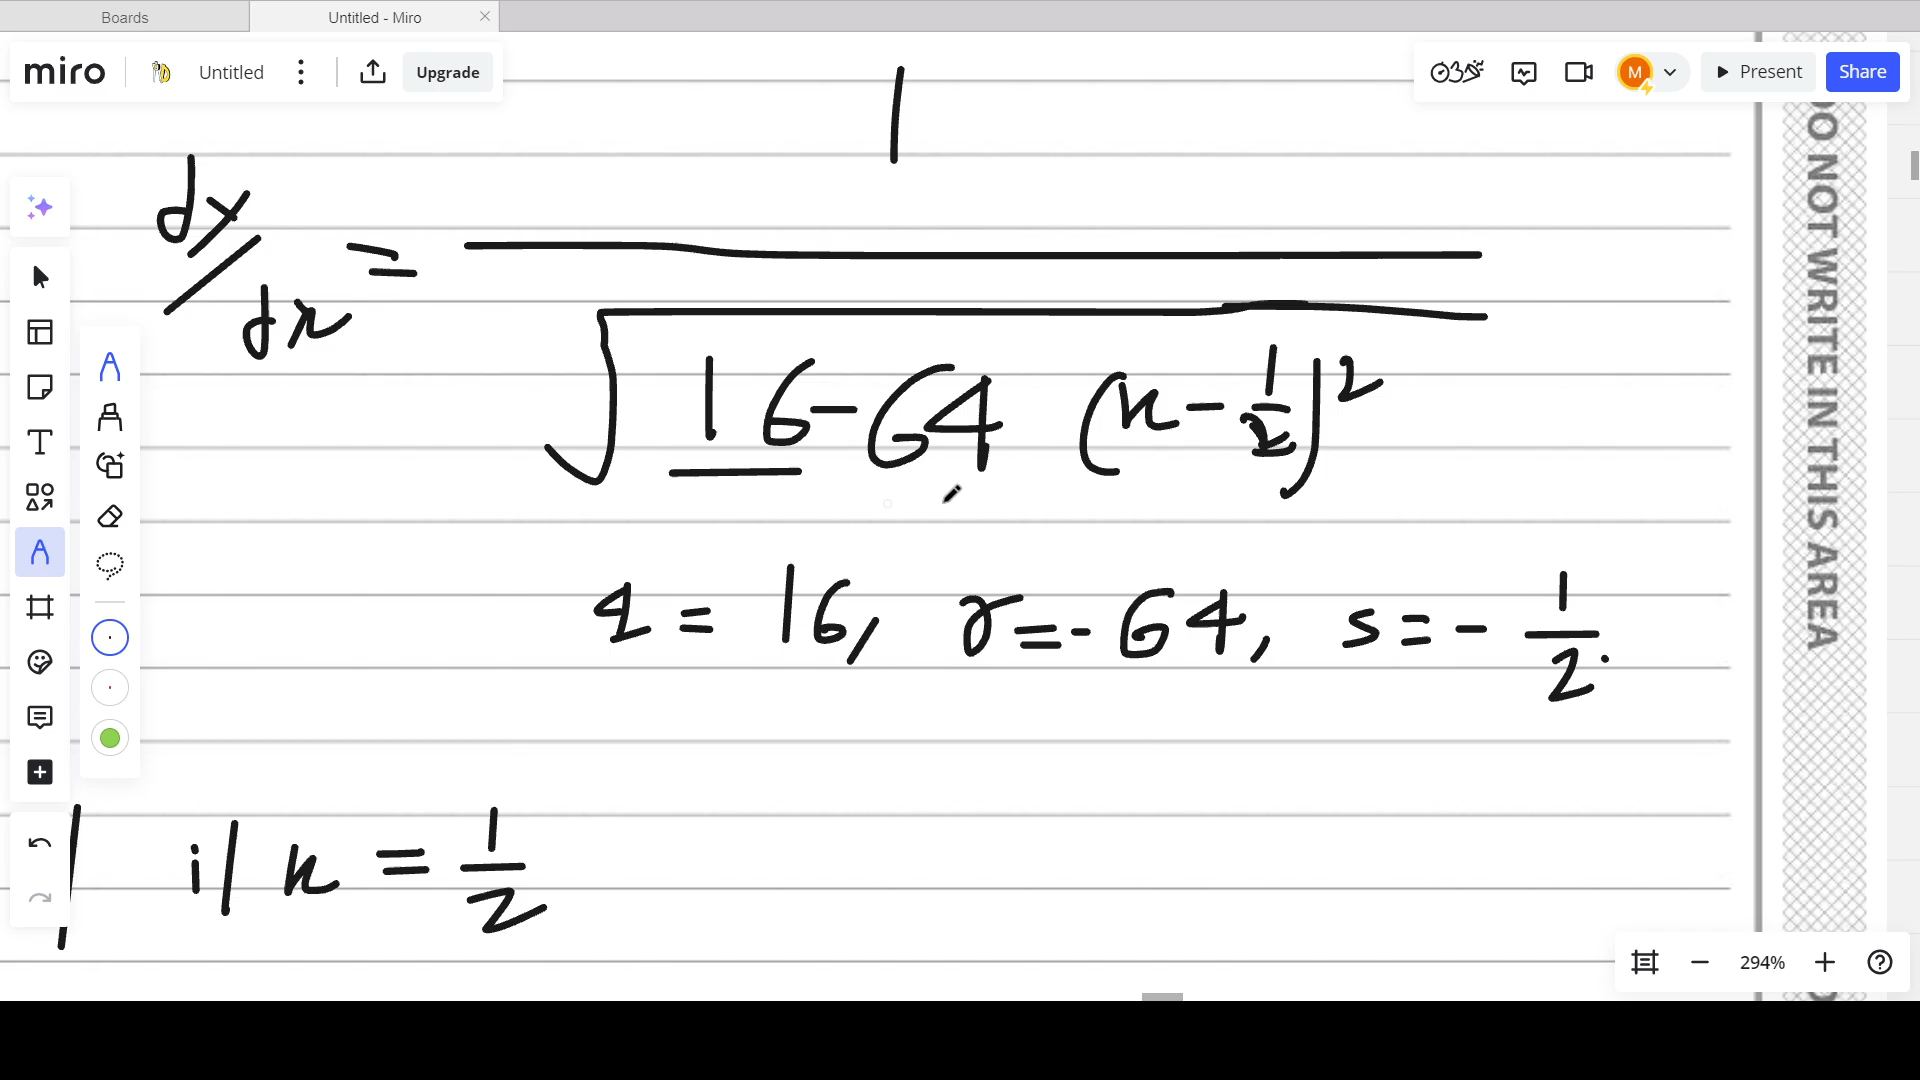 Boards
Untitled - Miro
miro
Untitled
Upgrade
Present
Share
M
DO NOT WRITE IN THIS AREA
1
dy/dx =
√16-64 (x - 1/2)²
q = 16, r = - 64, s = - 1/2.
i/ x = 1/2
294%